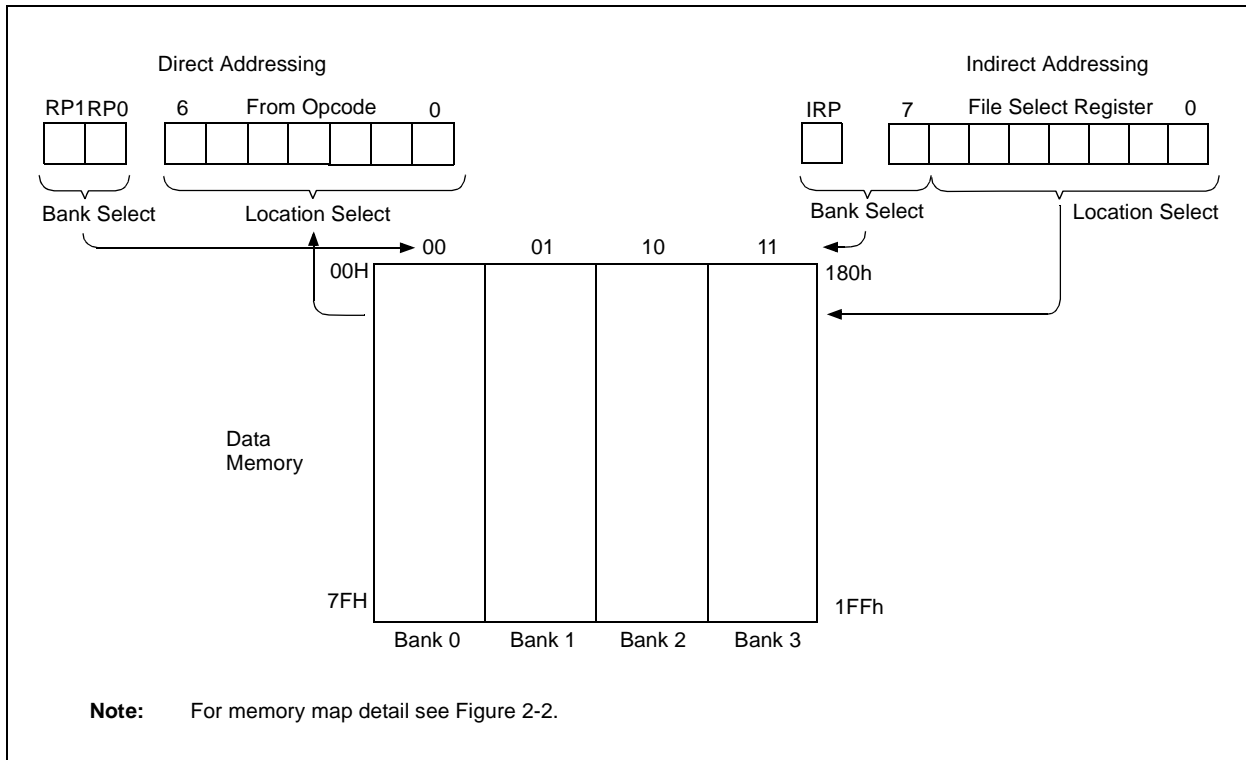 Direct Addressing
Indirect Addressing
RP1RP0 6 From Opcode 0
IRP 7 File Select Register 0
Bank Select Location Select
Bank Select Location Select
00 01 10 11
00H 180h
Data
Memory
7FH 1FFh
Bank 0 Bank 1 Bank 2 Bank 3
Note: For memory map detail see Figure 2-2.